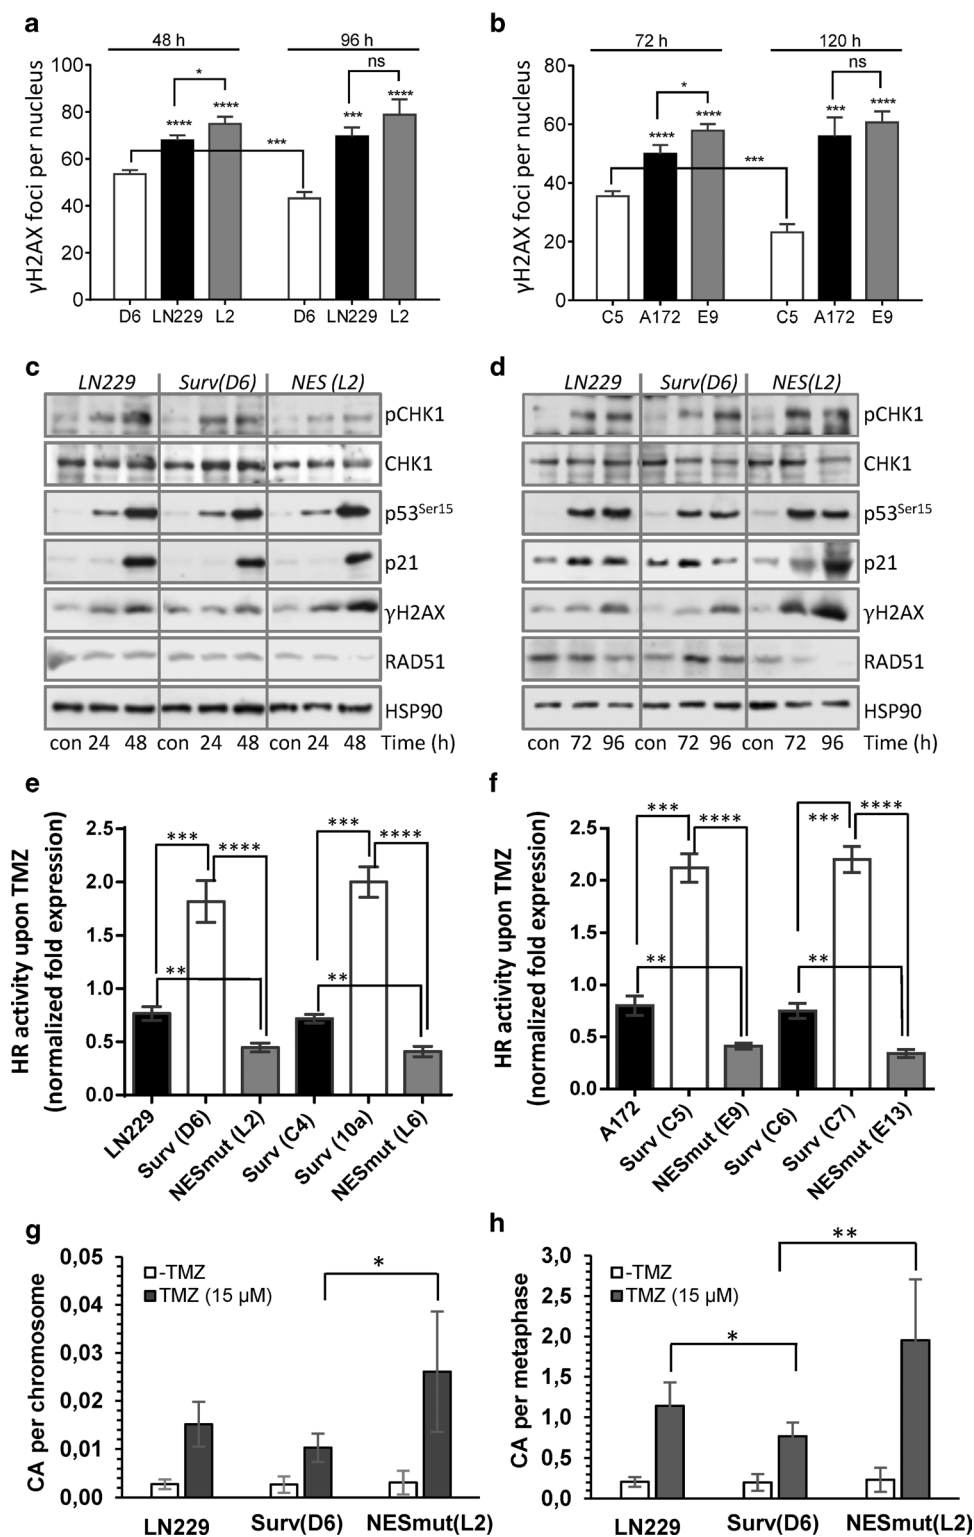 a
48 h
96 h
γH2AX foci per nucleus
100
80
60
40
20
0
*
ns
****
****
***
***
****
D6 LN229 L2
D6 LN229 L2
b
72 h
120 h
γH2AX foci per nucleus
80
60
40
20
0
*
ns
****
****
***
***
****
C5 A172 E9
C5 A172 E9
c
LN229 Surv(D6) NES (L2)
pCHK1
CHK1
p53Ser15
p21
γH2AX
RAD51
HSP90
con 24 48 con 24 48 con 24 48 Time (h)
d
LN229 Surv(D6) NES(L2)
pCHK1
CHK1
p53Ser15
p21
γH2AX
RAD51
HSP90
con 72 96 con 72 96 con 72 96 Time (h)
e
HR activity upon TMZ
(normalized fold expression)
2.5
2.0
1.5
1.0
0.5
0.0
***
****
***
****
**
**
LN229
Surv (D6)
NESmut (L2)
Surv (C4)
Surv (10a)
NESmut (L6)
f
HR activity upon TMZ
(normalized fold expression)
2.5
2.0
1.5
1.0
0.5
0.0
***
****
***
****
**
**
A172
Surv (C5)
NESmut (E9)
Surv (C6)
Surv (C7)
NESmut (E13)
g
CA per chromosome
0,05
0,04
0,03
0,02
0,01
0,00
-TMZ
TMZ (15 µM)
*
LN229 Surv(D6) NESmut(L2)
h
CA per metaphase
3,0
2,5
2,0
1,5
1,0
0,5
0,0
-TMZ
TMZ (15 µM)
**
*
LN229 Surv(D6) NESmut(L2)